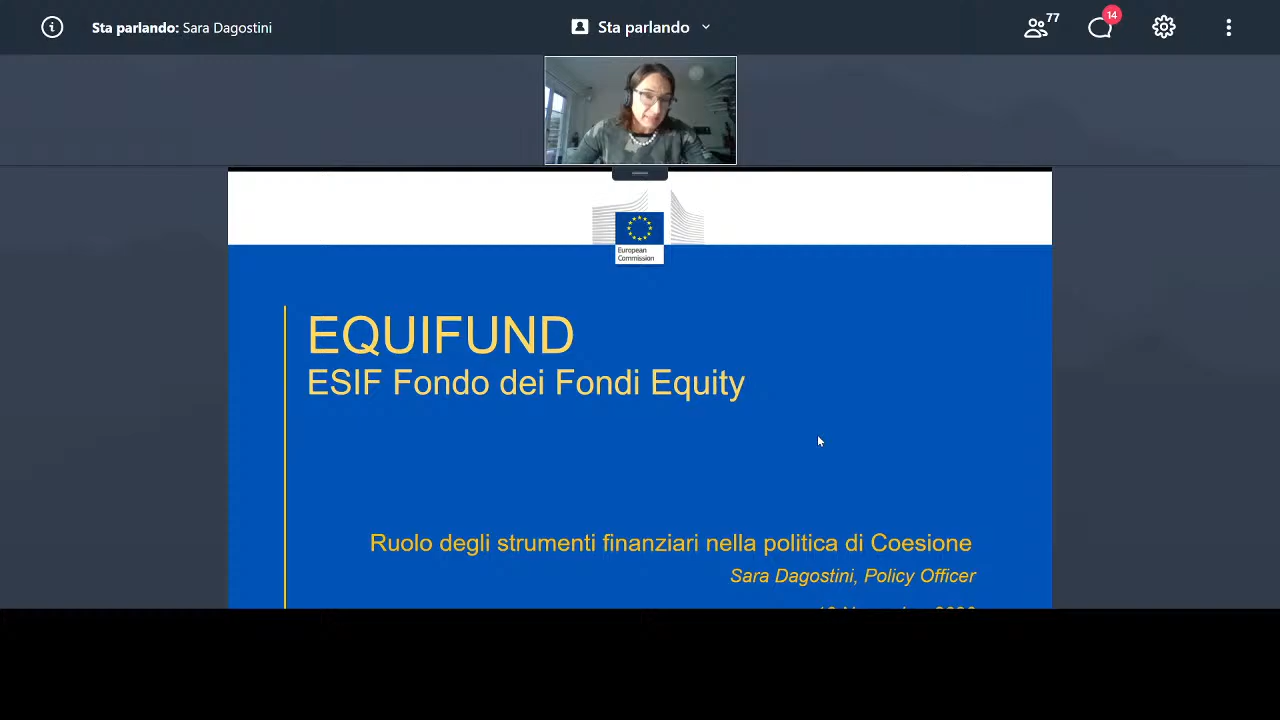 Sta parlando: Sara Dagostini
Sta parlando
77
14
European
Commission
EQUIFUND
ESIF Fondo dei Fondi Equity
Ruolo degli strumenti finanziari nella politica di Coesione
Sara Dagostini, Policy Officer